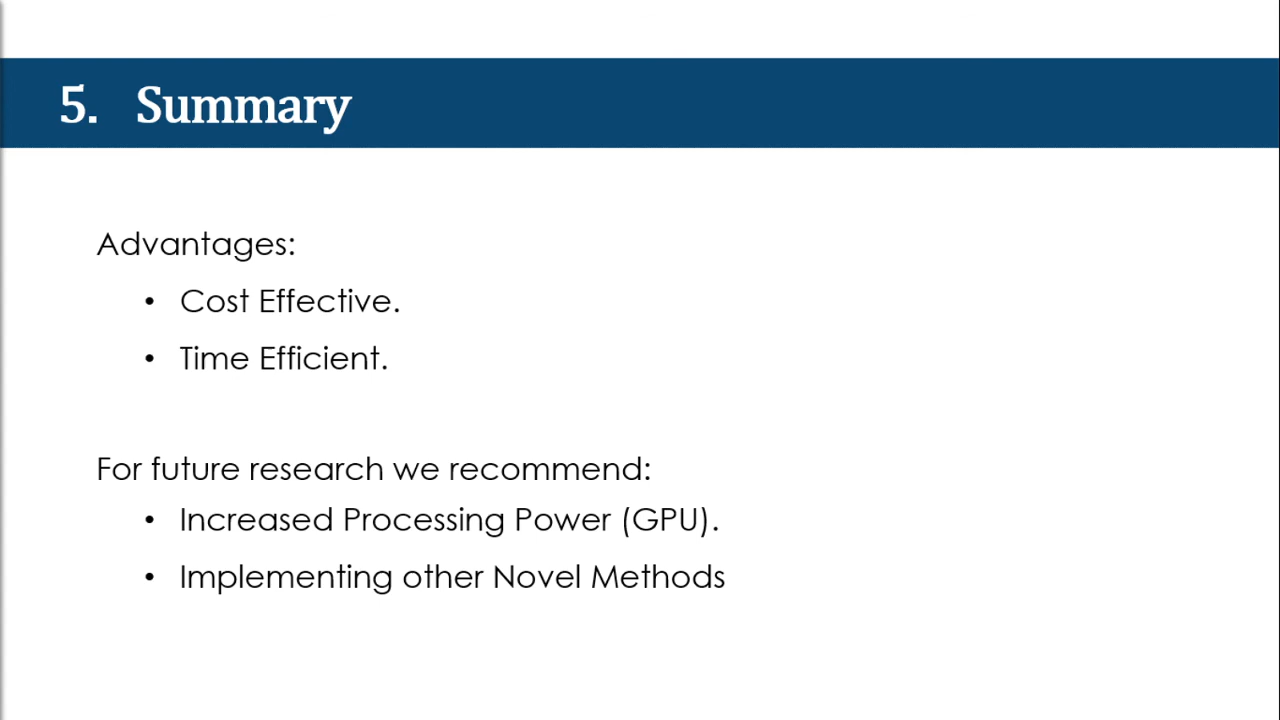 5. Summary
Advantages:
• Cost Effective.
• Time Efficient.
For future research we recommend:
• Increased Processing Power (GPU).
• Implementing other Novel Methods